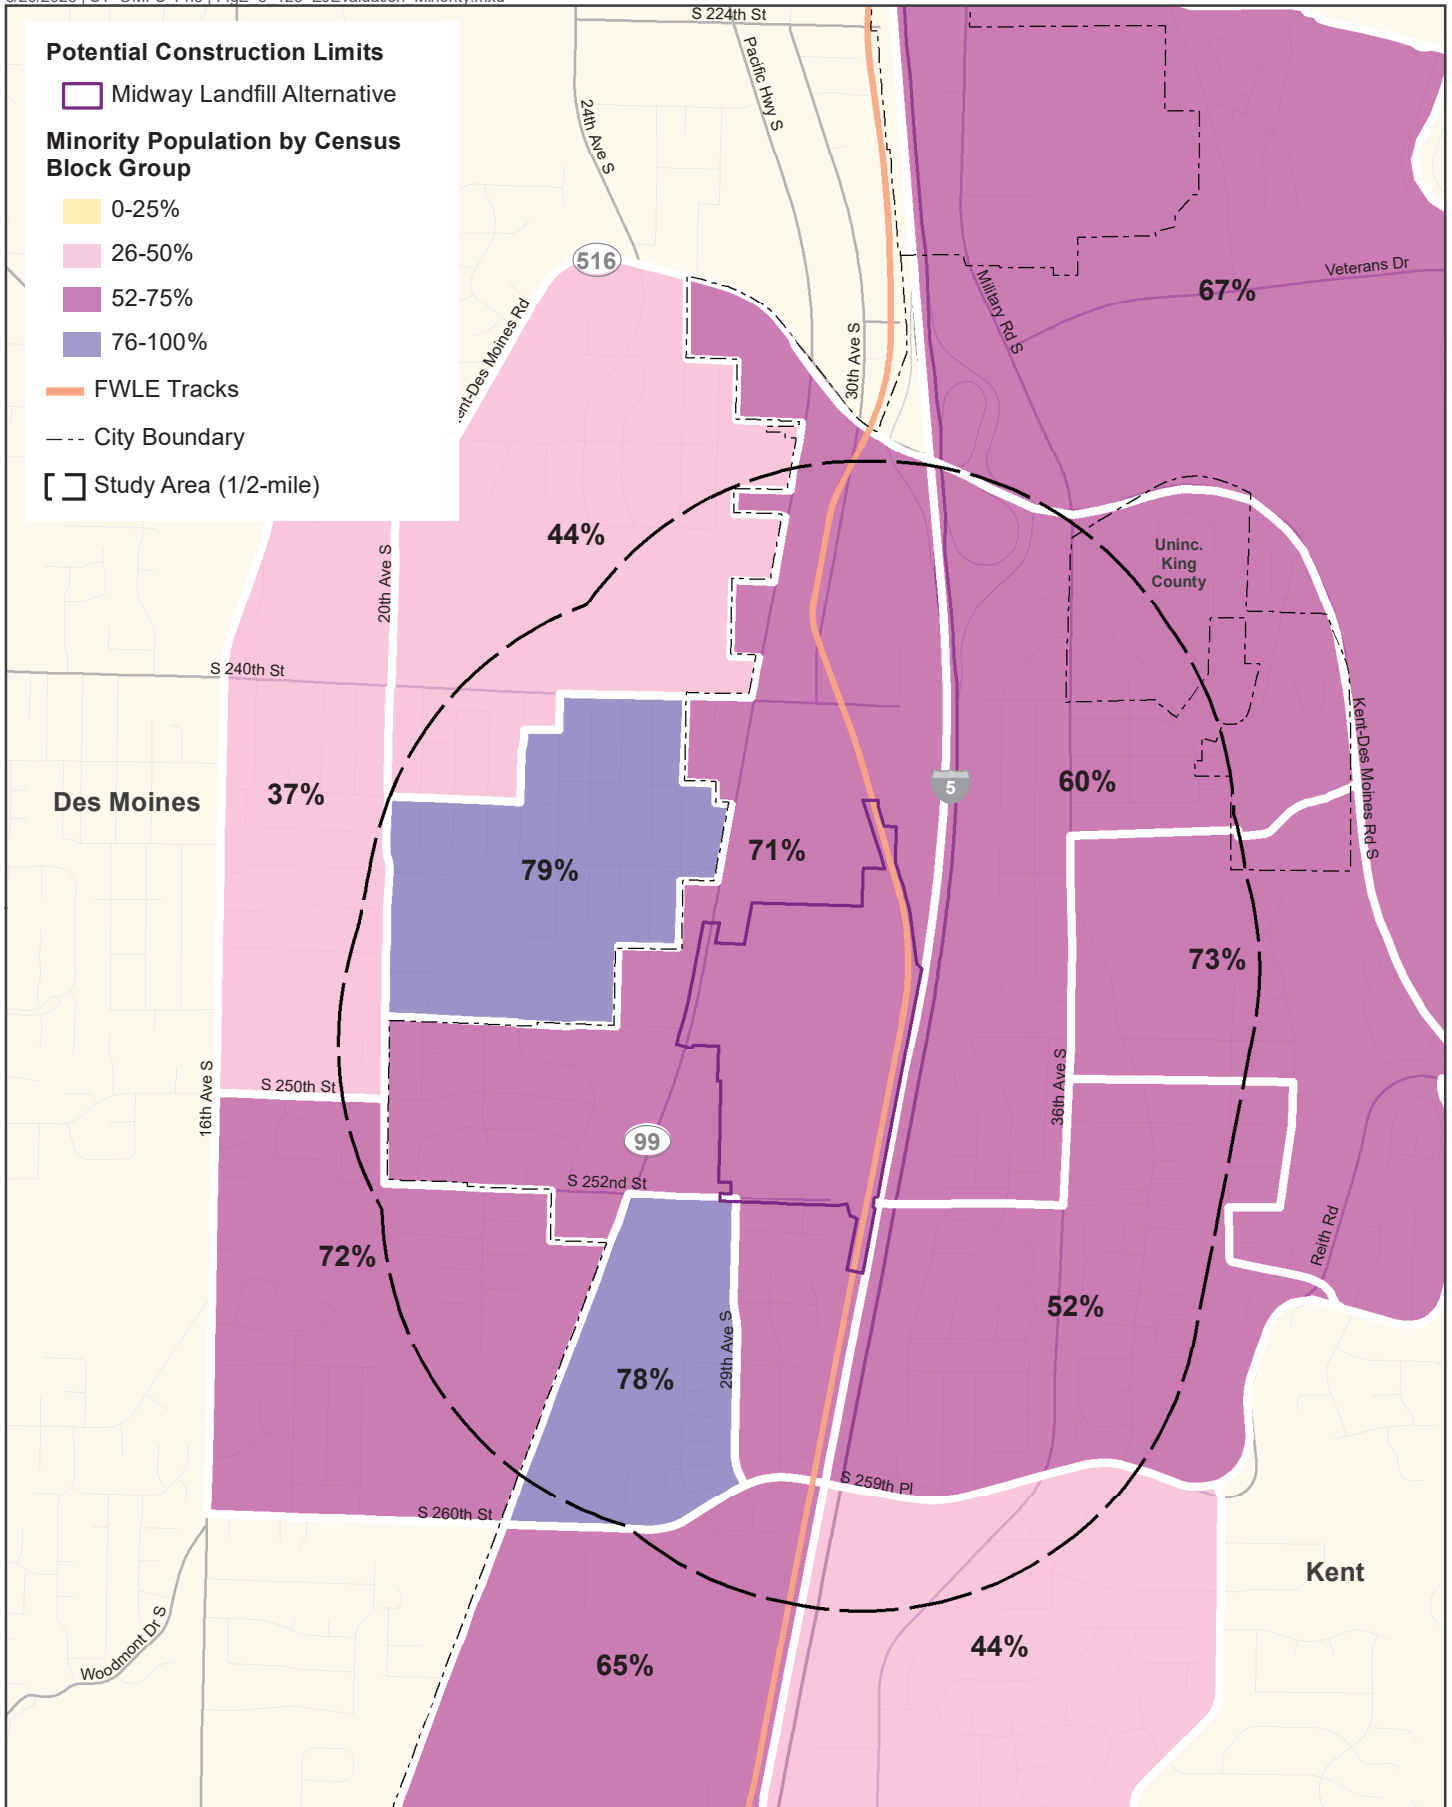 Potential Construction Limits
Midway Landfill Alternative
Minority Population by Census
Block Group
0-25%
26-50%
52-75%
76-100%
FWLE Tracks
City Boundary
Study Area (1/2-mile)
S 224th St
Pacific Hwy S
24th Ave S
516
Military Rd S
Veterans Dr
67%
30th Ave S
Kent-Des Moines Rd
44%
20th Ave S
Uninc.
King
County
S 240th St
Des Moines
37%
79%
71%
5
60%
Kent-Des Moines Rd S
73%
16th Ave S
S 250th St
36th Ave S
99
S 252nd St
72%
Reith Rd
52%
78%
29th Ave S
S 259th Pl
S 260th St
Kent
Woodmont Dr S
65%
44%